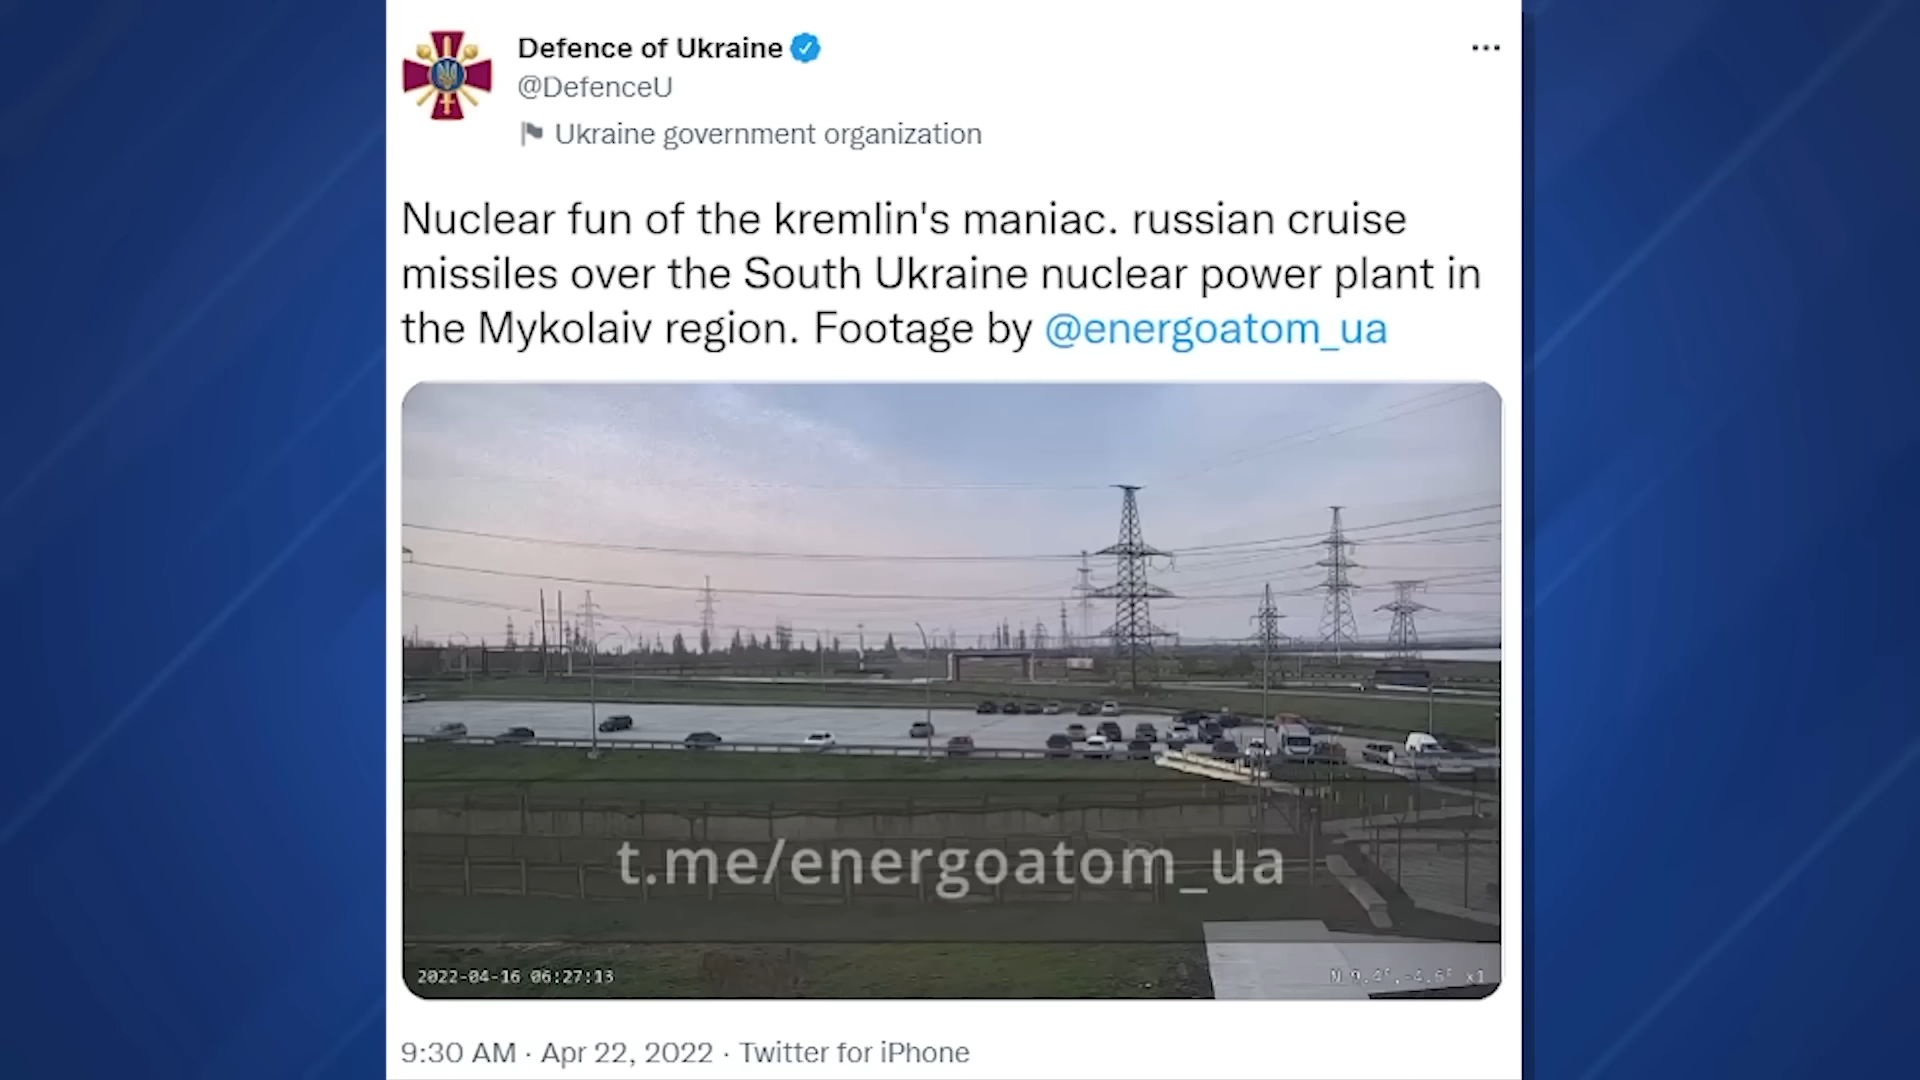 Defence of Ukraine
@DefenceU
Ukraine government organization
Nuclear fun of the kremlin's maniac. russian cruise
missiles over the South Ukraine nuclear power plant in
the Mykolaiv region. Footage by @energoatom_ua
t.me/energoatom_ua
2022-04-16 06:27:13
9:30 AM · Apr 22, 2022 · Twitter for iPhone